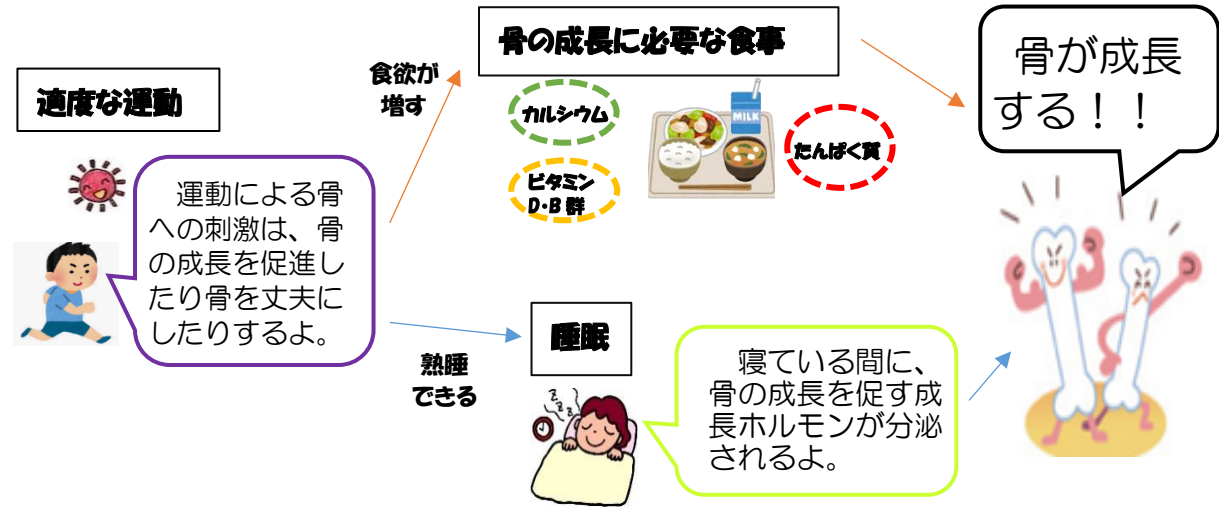 適度な運動
運動による骨
への刺激は、骨
の成長を促進し
たり骨を丈夫に
したりするよ。
食欲が
増す
骨の成長に必要な食事
カルシウム
ビタミン
D・B群
MILK
たんぱく質
熟睡
できる
睡眠
zzzz
寝ている間に、
骨の成長を促す成
長ホルモンが分泌
されるよ。
骨が成長
する！！